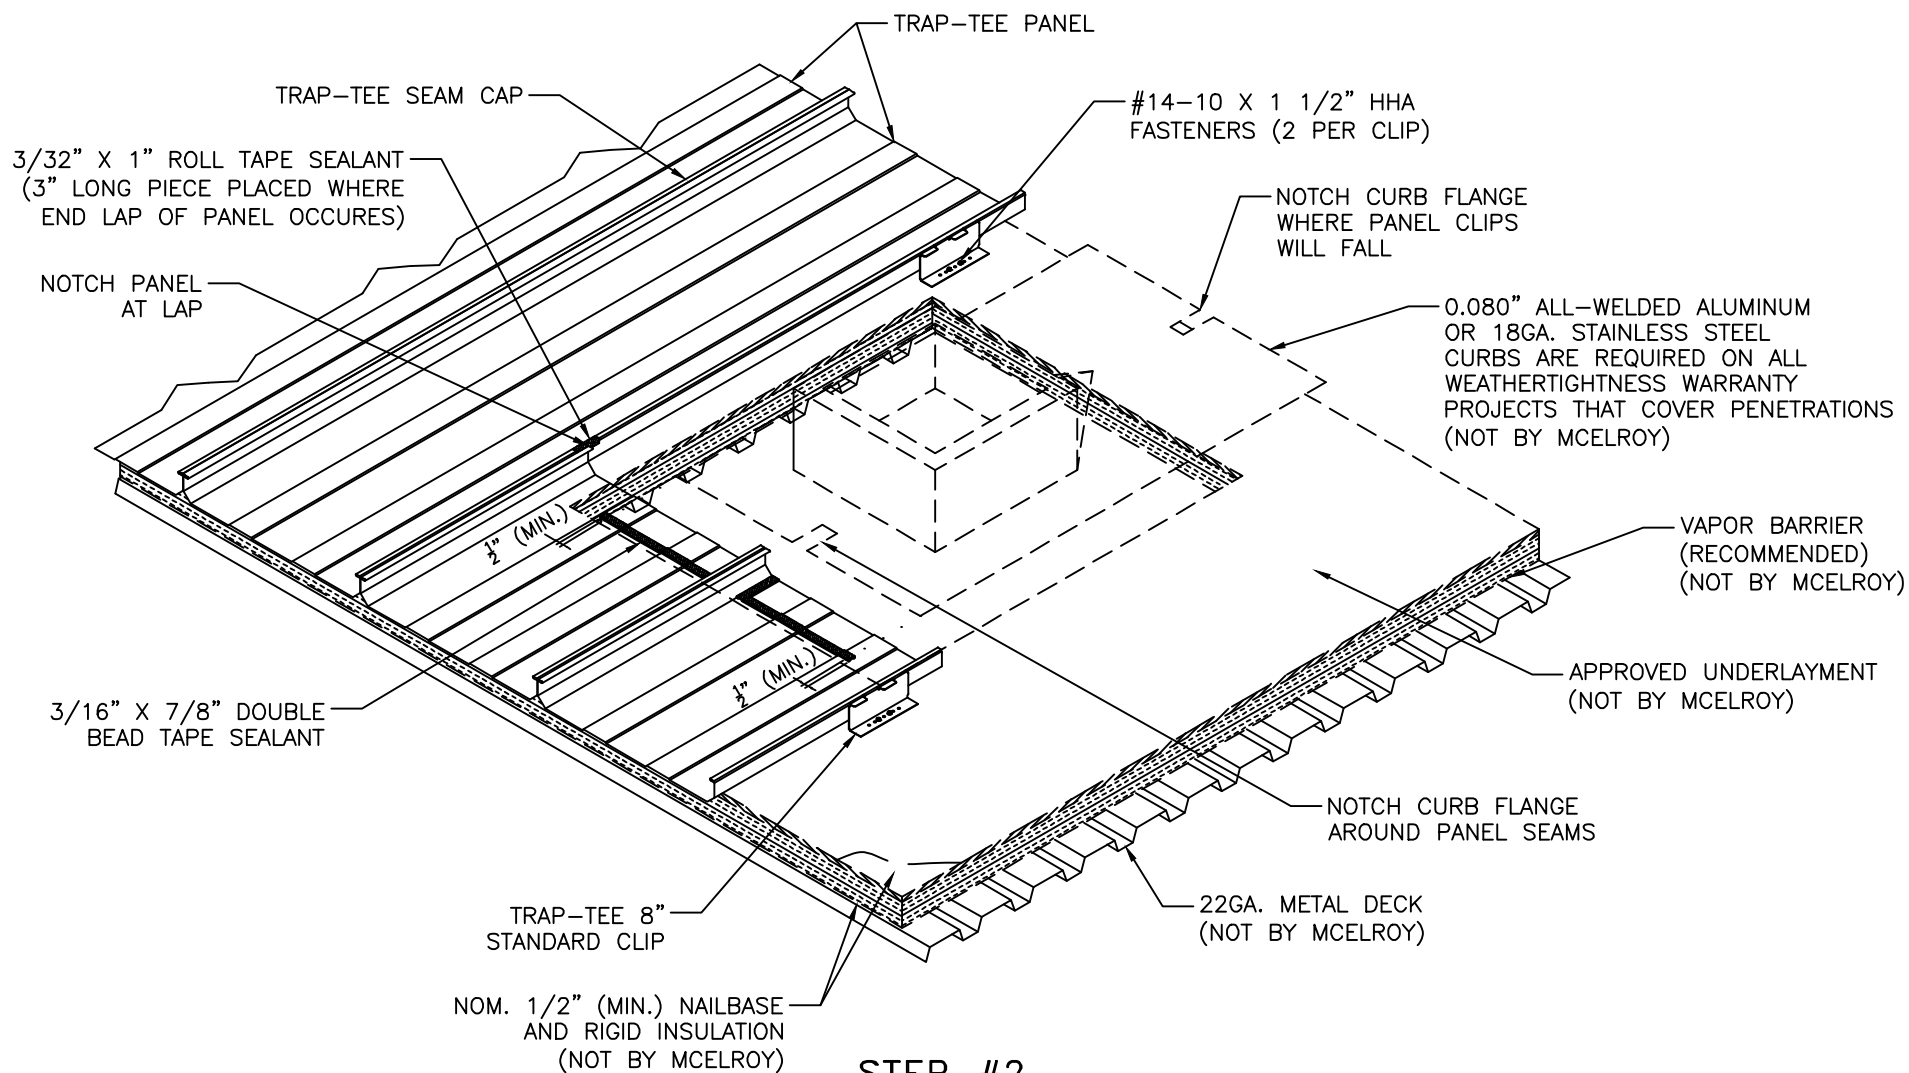 TRAP-TEE PANEL
TRAP-TEE SEAM CAP
#14-10 X 1 1/2" HHA
FASTENERS (2 PER CLIP)
3/32" X 1" ROLL TAPE SEALANT
(3" LONG PIECE PLACED WHERE
END LAP OF PANEL OCCURES)
NOTCH CURB FLANGE
WHERE PANEL CLIPS
WILL FALL
NOTCH PANEL
AT LAP
0.080" ALL-WELDED ALUMINUM
OR 18GA. STAINLESS STEEL
CURBS ARE REQUIRED ON ALL
WEATHERTIGHTNESS WARRANTY
PROJECTS THAT COVER PENETRATIONS
(NOT BY MCELROY)
1/2" (MIN.)
VAPOR BARRIER
(RECOMMENDED)
(NOT BY MCELROY)
1/2" (MIN.)
APPROVED UNDERLAYMENT
(NOT BY MCELROY)
3/16" X 7/8" DOUBLE
BEAD TAPE SEALANT
NOTCH CURB FLANGE
AROUND PANEL SEAMS
TRAP-TEE 8"
STANDARD CLIP
22GA. METAL DECK
(NOT BY MCELROY)
NOM. 1/2" (MIN.) NAILBASE
AND RIGID INSULATION
(NOT BY MCELROY)
STEP #2